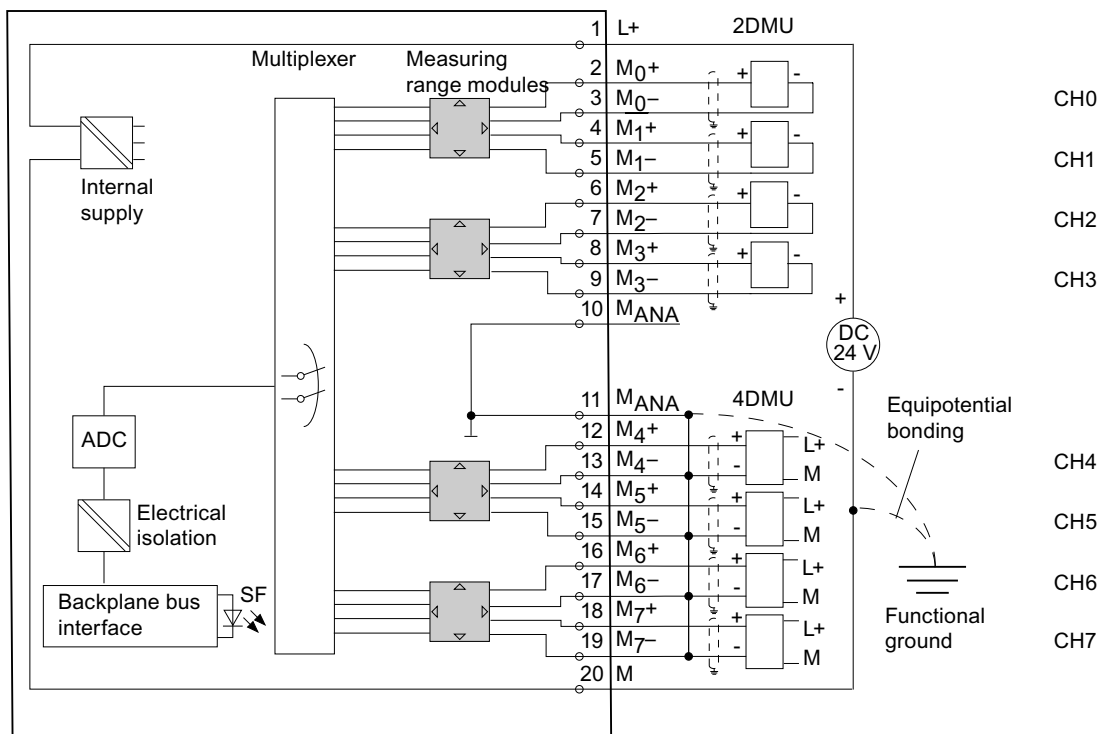 1 L+ 2DMU
Multiplexer
Measuring
range modules
2 M0+ + -
3 M0– CH0
4 M1+ + -
5 M1– CH1
Internal
supply
6 M2+ + -
7 M2– CH2
8 M3+ + -
9 M3– CH3
10 MANA
+
DC
24 V
-
11 MANA 4DMU
Equipotential
bonding
ADC
12 M4+ + L+
13 M4– - M CH4
14 M5+ + L+
15 M5– - M CH5
Electrical
isolation
16 M6+ + L+
17 M6– - M CH6
Backplane bus
interface
SF
18 M7+ + L+
19 M7– - M CH7
Functional
ground
20 M